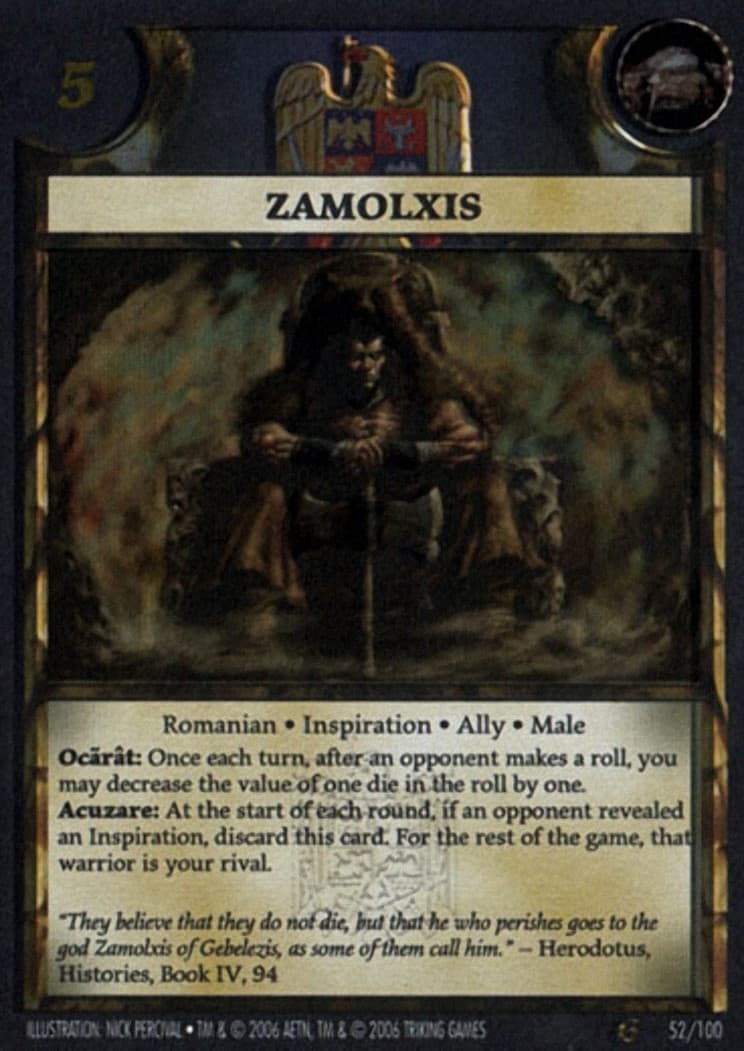 5
ZAMOLXIS
Romanian • Inspiration • Ally • Male
Ocãrât: Once each turn, after an opponent makes a roll, you
may decrease the value of one die in the roll by one.
Acuzare: At the start of each round, if an opponent revealed
an Inspiration, discard this card. For the rest of the game, that
warrior is your rival.
"They believe that they do not die, but that he who perishes goes to the
god Zamolxis of Gebelezis, as some of them call him." – Herodotus,
Histories, Book IV, 94
ILLUSTRATION: NICK PERCIVAL • TM & © 2006 AETN, TM & © 2006 TRIKING GAMES
52/100